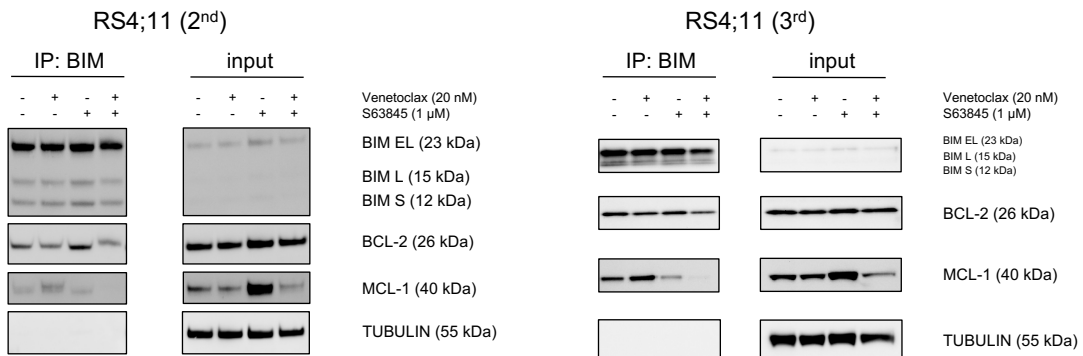 RS4;11 (2nd)
IP: BIM
input
- + - +
- + - +
Venetoclax (20 nM)
- - + +
- - + +
S63845 (1 µM)
BIM EL (23 kDa)
BIM L (15 kDa)
BIM S (12 kDa)
BCL-2 (26 kDa)
MCL-1 (40 kDa)
TUBULIN (55 kDa)
RS4;11 (3rd)
IP: BIM
input
- + - +
- + - +
Venetoclax (20 nM)
- - + +
- - + +
S63845 (1 µM)
BIM EL (23 kDa)
BIM L (15 kDa)
BIM S (12 kDa)
BCL-2 (26 kDa)
MCL-1 (40 kDa)
TUBULIN (55 kDa)